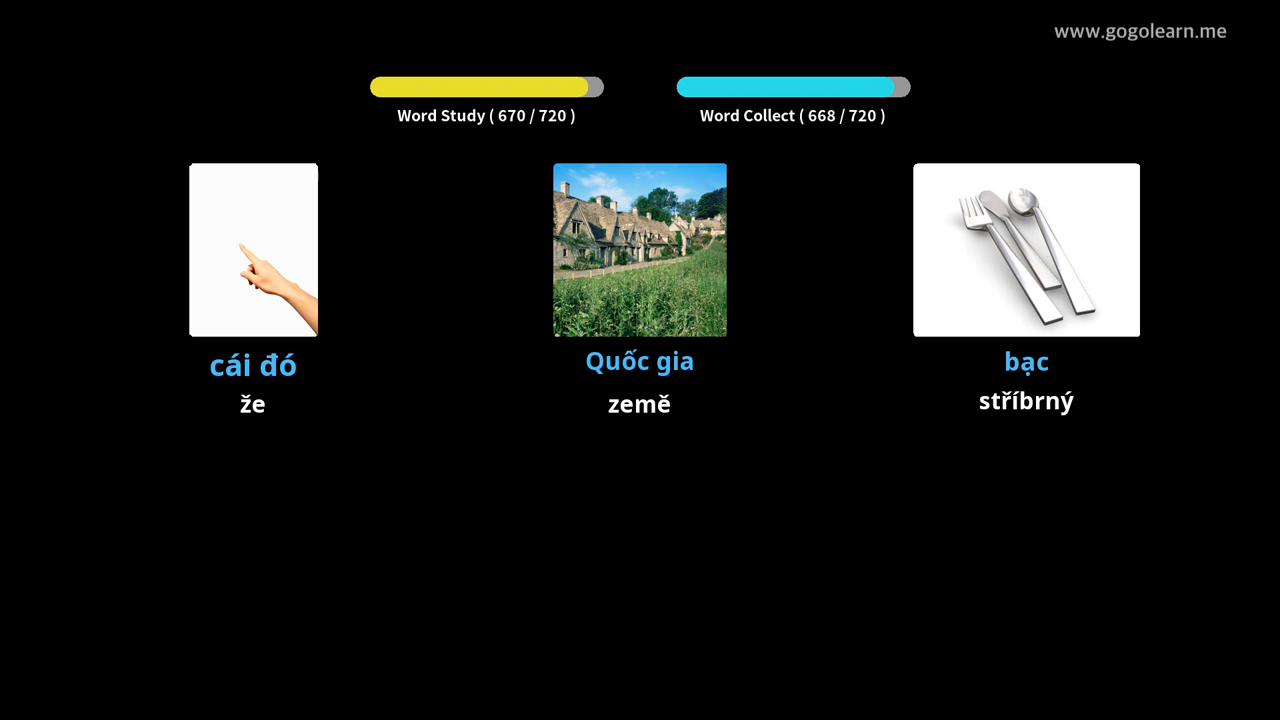 www.gogolearn.me
Word Study ( 670 / 720 )
Word Collect ( 668 / 720 )
cái đó
že
Quốc gia
země
bạc
stříbrný